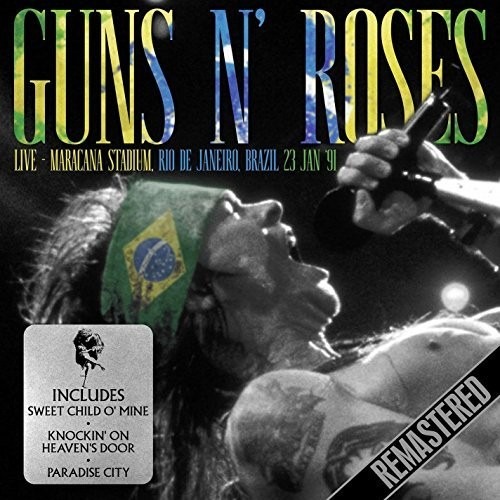 GUNS N' ROSES
LIVE - MARACANA STADIUM, RIO DE JANEIRO, BRAZIL 23 JAN '91
INCLUDES
SWEET CHILD O' MINE
•
KNOCKIN' ON
HEAVEN'S DOOR
•
PARADISE CITY
REMASTERED